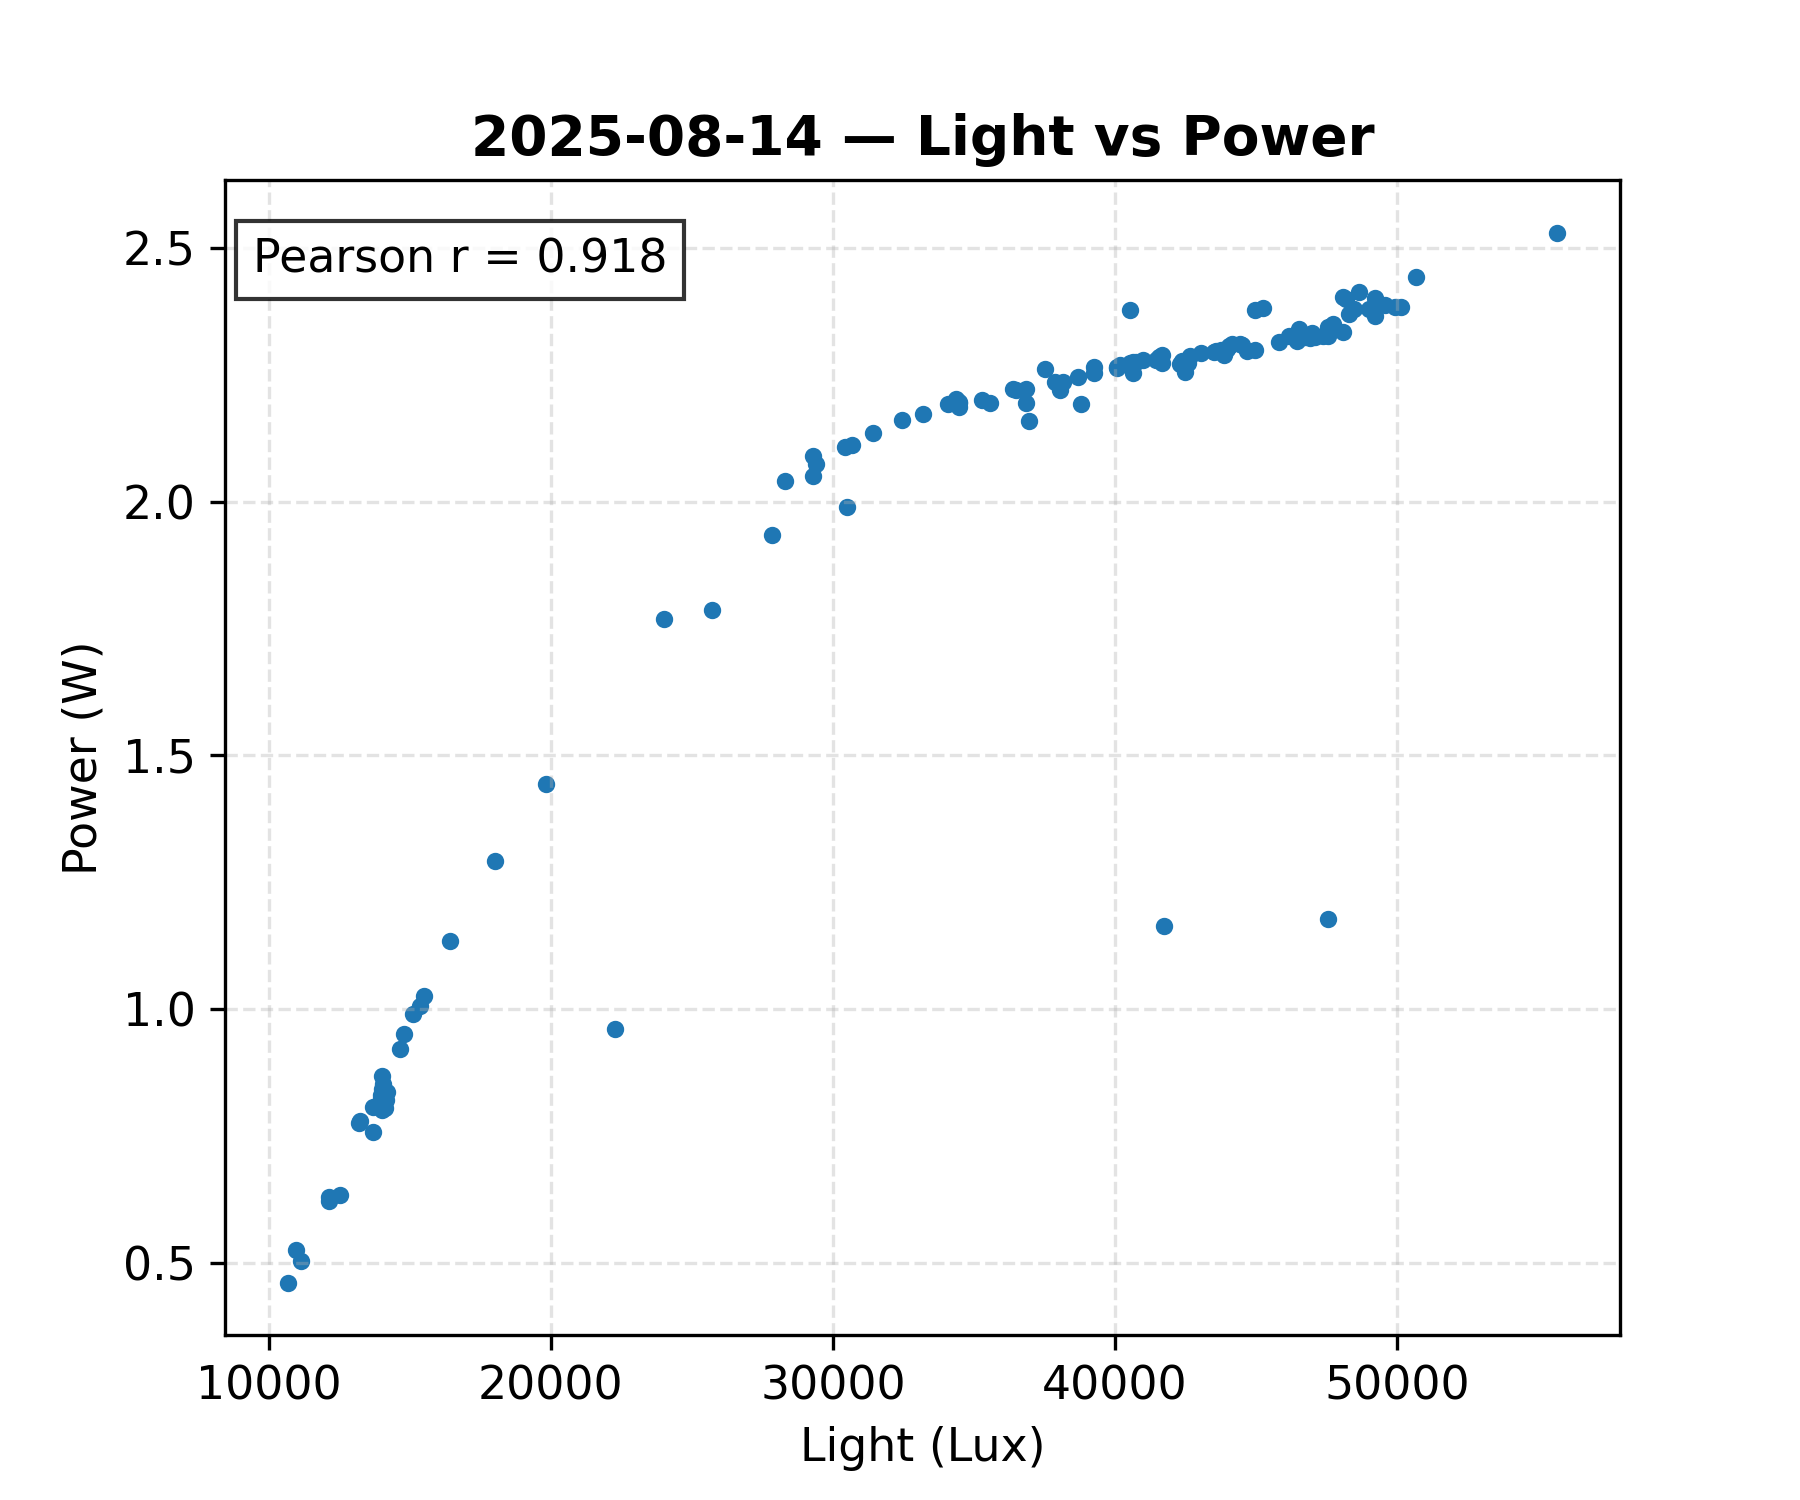 2025-08-14 — Light vs Power
Pearson r = 0.918
2.5
2.0
1.5
1.0
0.5
Power (W)
10000 20000 30000 40000 50000
Light (Lux)